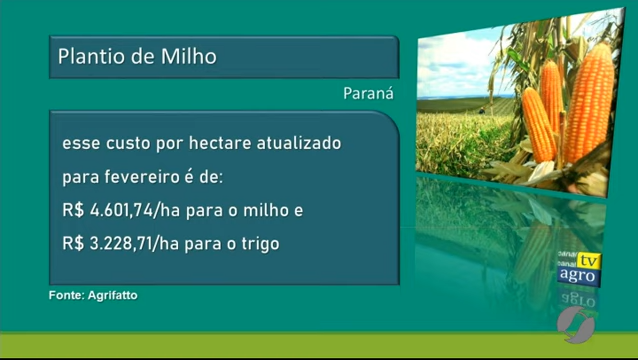 Plantio de Milho
Paraná
esse custo por hectare atualizado
para fevereiro é de:
R$ 4.601,74/ha para o milho e
R$ 3.228,71/ha para o trigo
Fonte: Agrifatto
canal
tv
agro